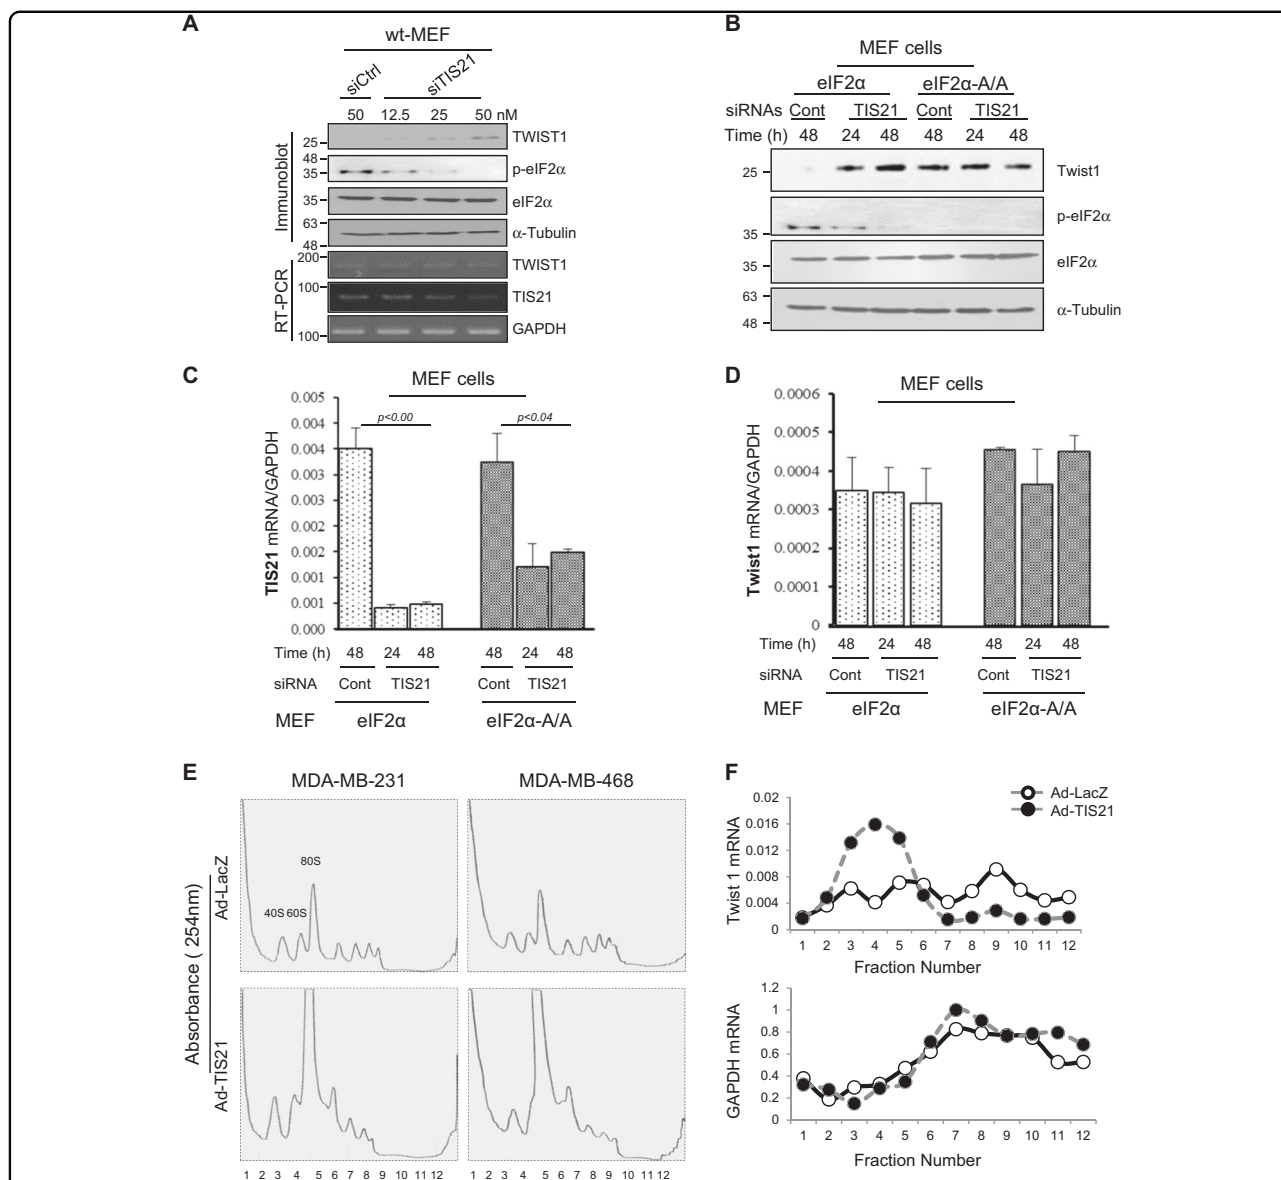 A
wt-MEF
siCtrl
siTIS21
50 12.5 25 50 nM
Immunoblot
25
TWIST1
48
35
p-eIF2α
35
eIF2α
63
48
α-Tubulin
RT-PCR
200
TWIST1
100
TIS21
100
GAPDH
B
MEF cells
eIF2α eIF2α-A/A
siRNAs Cont TIS21 Cont TIS21
Time (h) 48 24 48 48 24 48
25
Twist1
35
p-eIF2α
35
eIF2α
63
48
α-Tubulin
C
MEF cells
TIS21 mRNA/GAPDH
0.005
0.004
0.004
0.003
0.003
0.002
0.002
0.001
0.001
0.000
p<0.00
p<0.04
Time (h) 48 24 48 48 24 48
siRNA Cont TIS21 Cont TIS21
MEF eIF2α eIF2α-A/A
D
MEF cells
Twist1 mRNA/GAPDH
0.0006
0.0005
0.0004
0.0003
0.0002
0.0001
0
Time (h) 48 24 48 48 24 48
siRNA Cont TIS21 Cont TIS21
MEF eIF2α eIF2α-A/A
E
MDA-MB-231 MDA-MB-468
Absorbance ( 254nm)
Ad-LacZ
Ad-TIS21
80S
40S 60S
1 2 3 4 5 6 7 8 9 10 11 12
1 2 3 4 5 6 7 8 9 10 11 12
F
Ad-LacZ
Ad-TIS21
Twist 1 mRNA
0.02
0.016
0.012
0.008
0.004
0
1 2 3 4 5 6 7 8 9 10 11 12
Fraction Number
GAPDH mRNA
1.2
1
0.8
0.6
0.4
0.2
0
1 2 3 4 5 6 7 8 9 10 11 12
Fraction Number